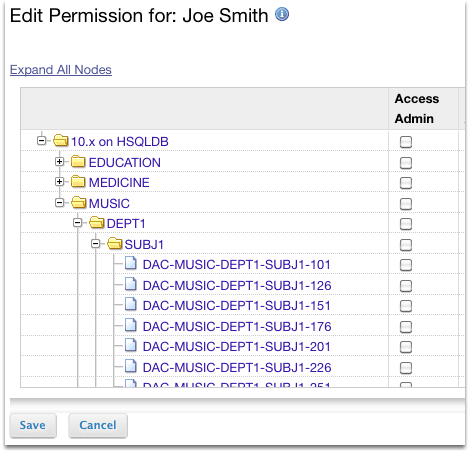 Edit Permission for: Joe Smith
Expand All Nodes
Access
Admin
10.x on HSQLDB
EDUCATION
MEDICINE
MUSIC
DEPT1
SUBJ1
DAC-MUSIC-DEPT1-SUBJ1-101
DAC-MUSIC-DEPT1-SUBJ1-126
DAC-MUSIC-DEPT1-SUBJ1-151
DAC-MUSIC-DEPT1-SUBJ1-176
DAC-MUSIC-DEPT1-SUBJ1-201
DAC-MUSIC-DEPT1-SUBJ1-226
DAC-MUSIC-DEPT1-SUBJ1-251
Save Cancel